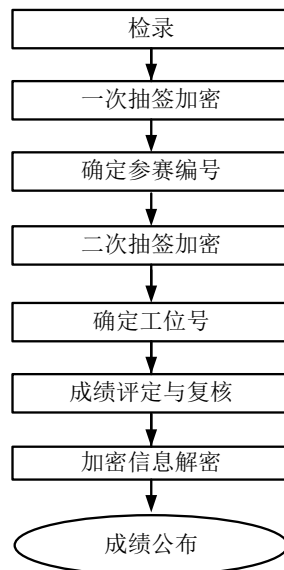 检录
一次抽签加密
确定参赛编号
二次抽签加密
确定工位号
成绩评定与复核
加密信息解密
成绩公布